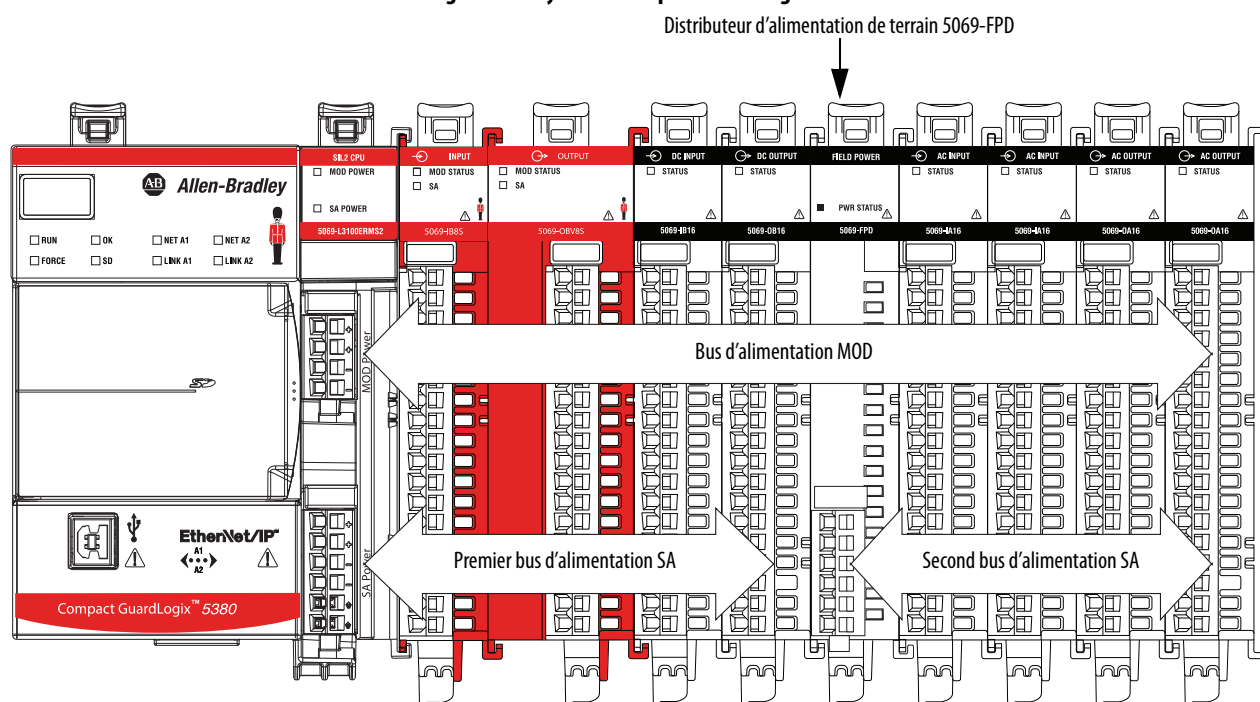 Distributeur d'alimentation de terrain 5069-FPD
SIL2 CPU
MOD POWER
SA POWER
5069-L3100ERMS2
INPUT
MOD STATUS
SA
5069-IB8S
OUTPUT
MOD STATUS
SA
5069-OBV8S
DC INPUT
STATUS
5069-IB16
DC OUTPUT
STATUS
5069-OB16
FIELD POWER
PWR STATUS
5069-FPD
AC INPUT
STATUS
5069-IA16
AC INPUT
STATUS
5069-IA16
AC OUTPUT
STATUS
5069-OA16
AC OUTPUT
STATUS
5069-OA16
AB Allen-Bradley
RUN OK NET A1 NET A2
FORCE SD LINK A1 LINK A2
MOD Power
Bus d'alimentation MOD
SD
SA Power
Premier bus d'alimentation SA
Second bus d'alimentation SA
EtherNet/IP™
A1
A2
Compact GuardLogix™ 5380